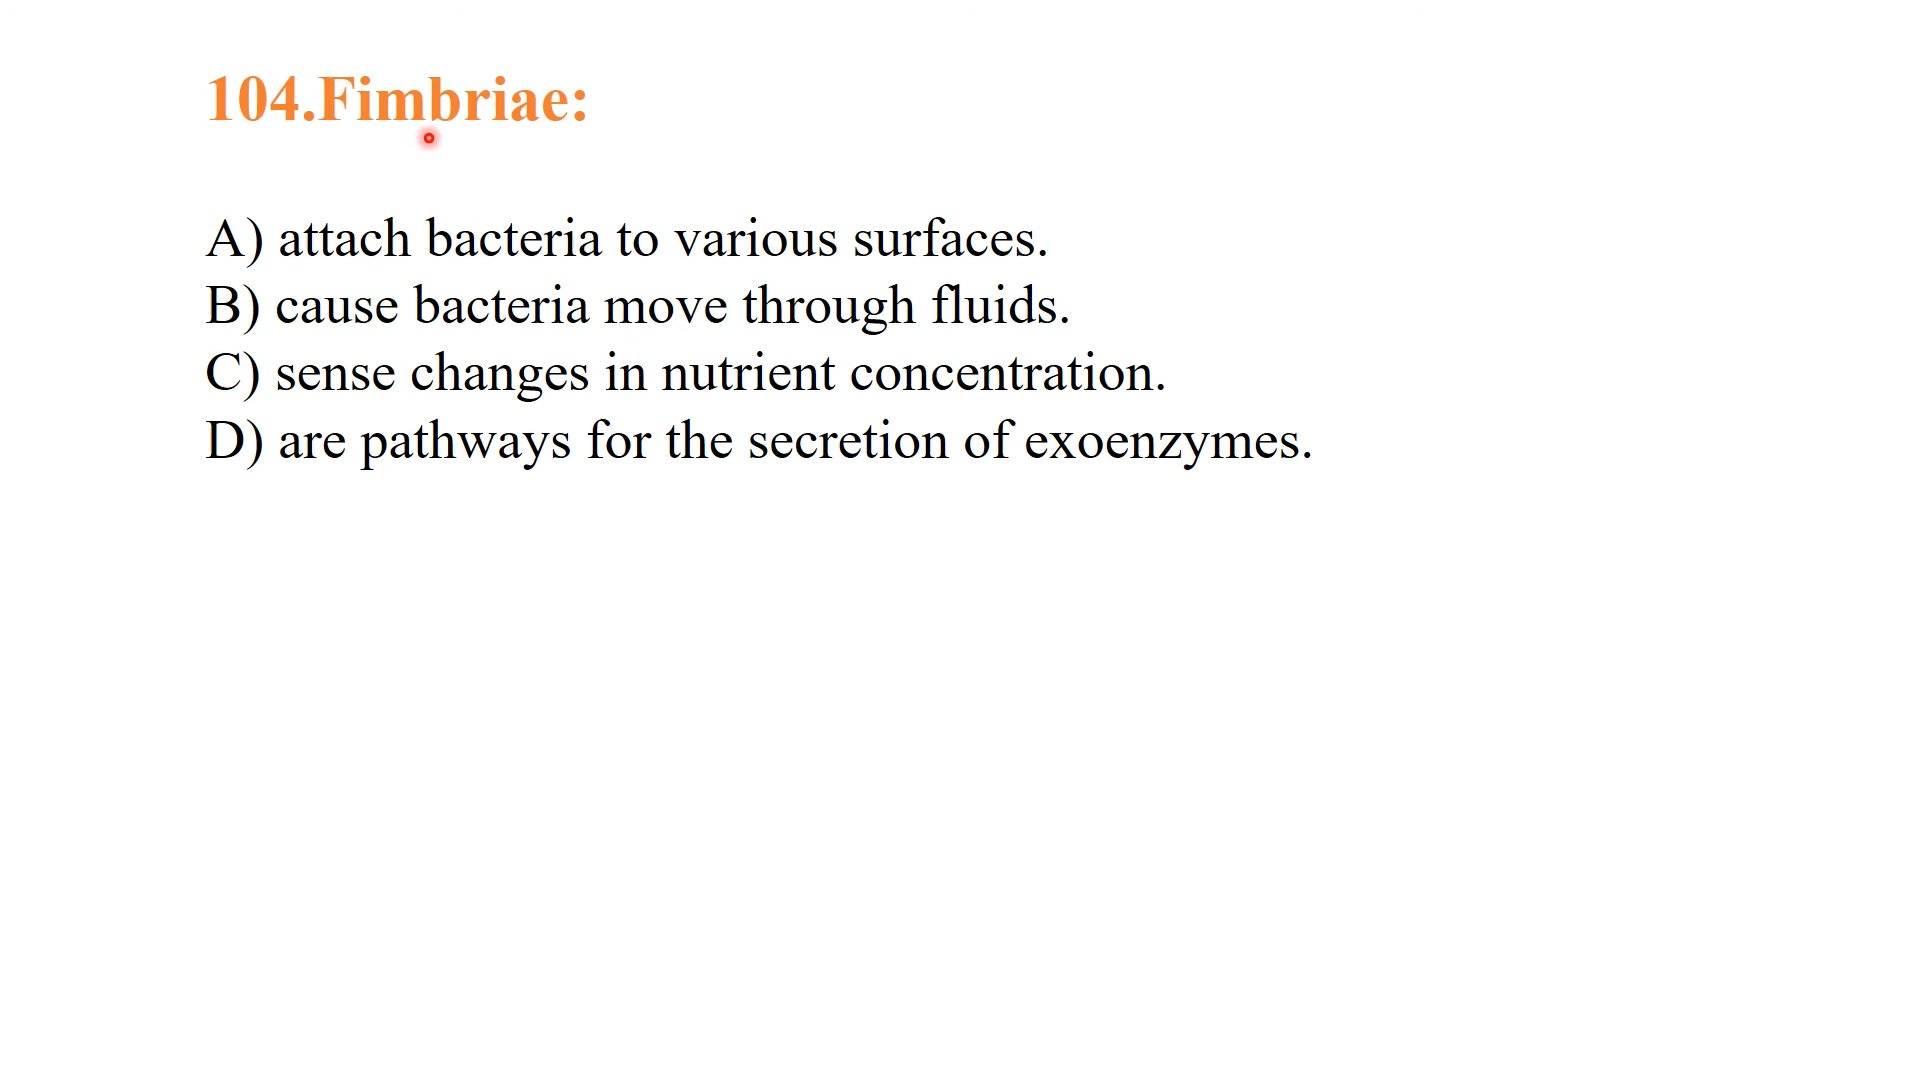 104.Fimbriae:
A) attach bacteria to various surfaces.
B) cause bacteria move through fluids.
C) sense changes in nutrient concentration.
D) are pathways for the secretion of exoenzymes.